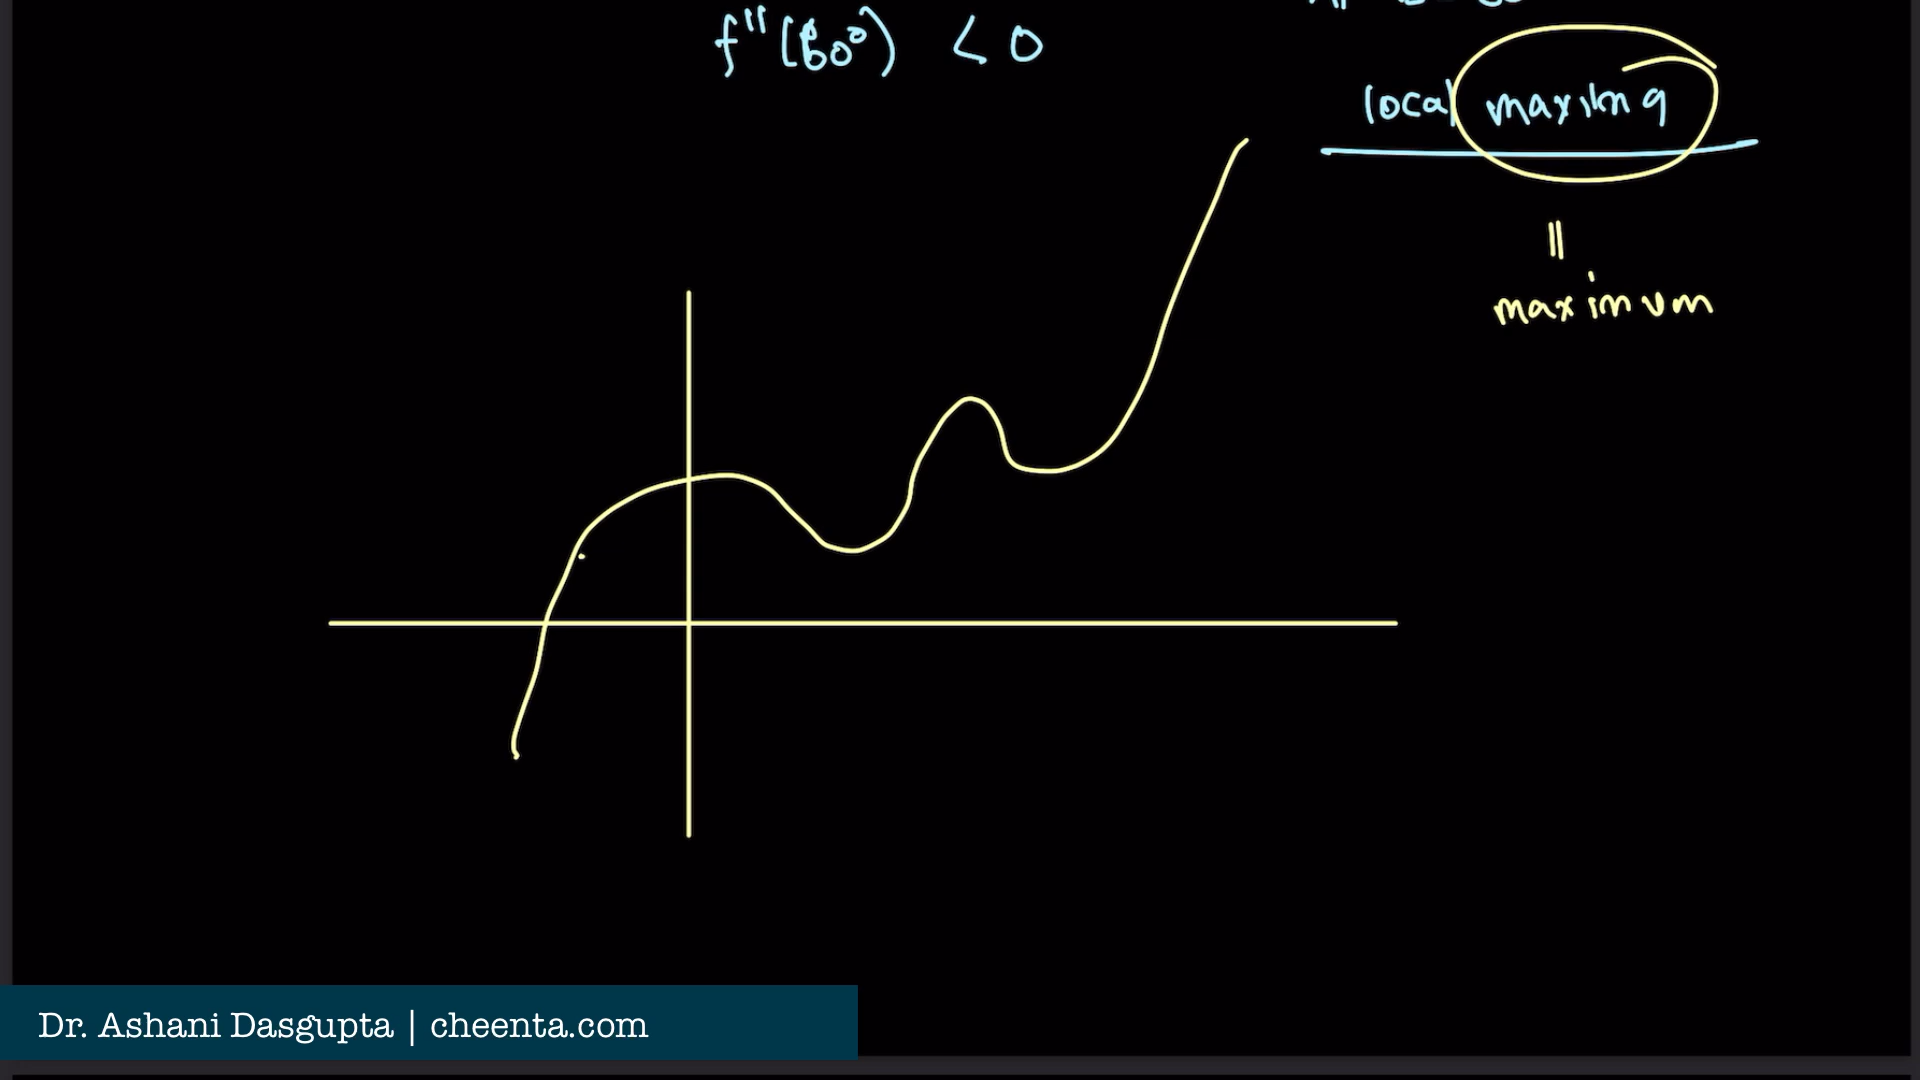 f''(60°) < 0
local maxima
||
maximum
Dr. Ashani Dasgupta | cheenta.com